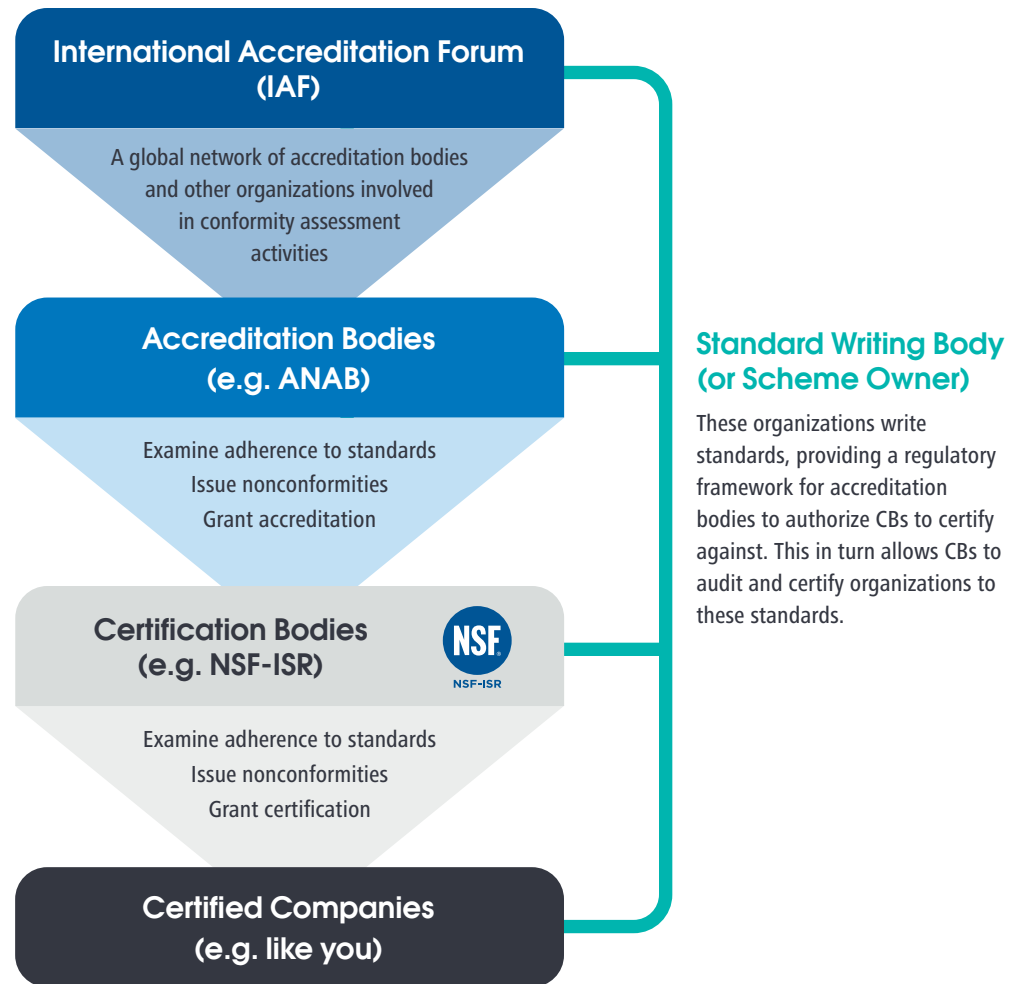 International Accreditation Forum
(IAF)
A global network of accreditation bodies
and other organizations involved
in conformity assessment
activities
Accreditation Bodies
(e.g. ANAB)
Examine adherence to standards
Issue nonconformities
Grant accreditation
Certification Bodies
(e.g. NSF-ISR)
NSF®
NSF-ISR
Examine adherence to standards
Issue nonconformities
Grant certification
Certified Companies
(e.g. like you)
Standard Writing Body
(or Scheme Owner)
These organizations write
standards, providing a regulatory
framework for accreditation
bodies to authorize CBs to certify
against. This in turn allows CBs to
audit and certify organizations to
these standards.